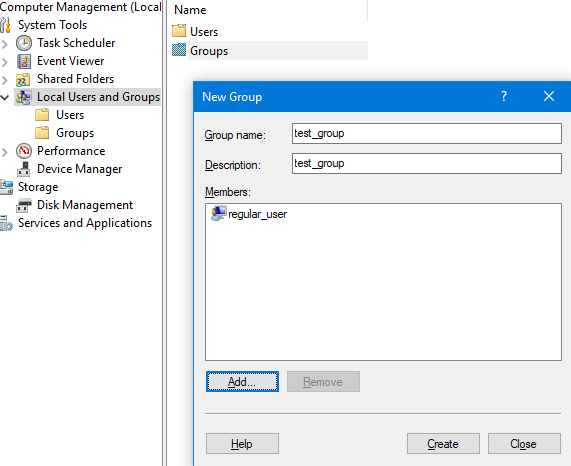 Computer Management (Local
System Tools
Task Scheduler
Event Viewer
Shared Folders
Local Users and Groups
Users
Groups
Performance
Device Manager
Storage
Disk Management
Services and Applications
Name
Users
Groups
New Group
?
Group name:
test_group
Description:
test_group
Members:
regular_user
Add...
Remove
Help
Create
Close